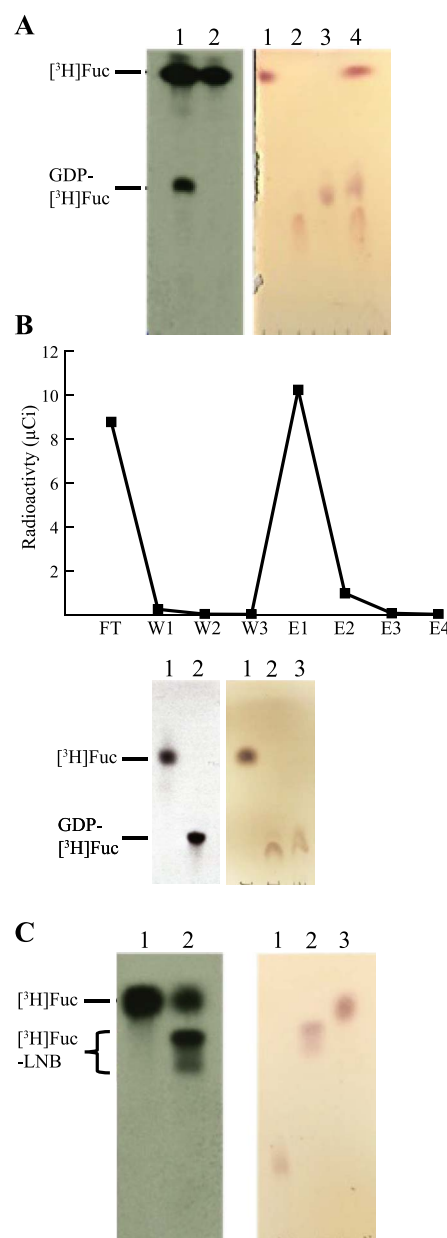 A
1 2
1 2 3 4
[³H]Fuc
GDP-
[³H]Fuc
B
12
10
8
6
4
2
Radioactivty (µCi)
FT W1 W2 W3 E1 E2 E3 E4
1 2
1 2 3
[³H]Fuc
GDP-
[³H]Fuc
C
1 2
1 2 3
[³H]Fuc
[³H]Fuc
-LNB